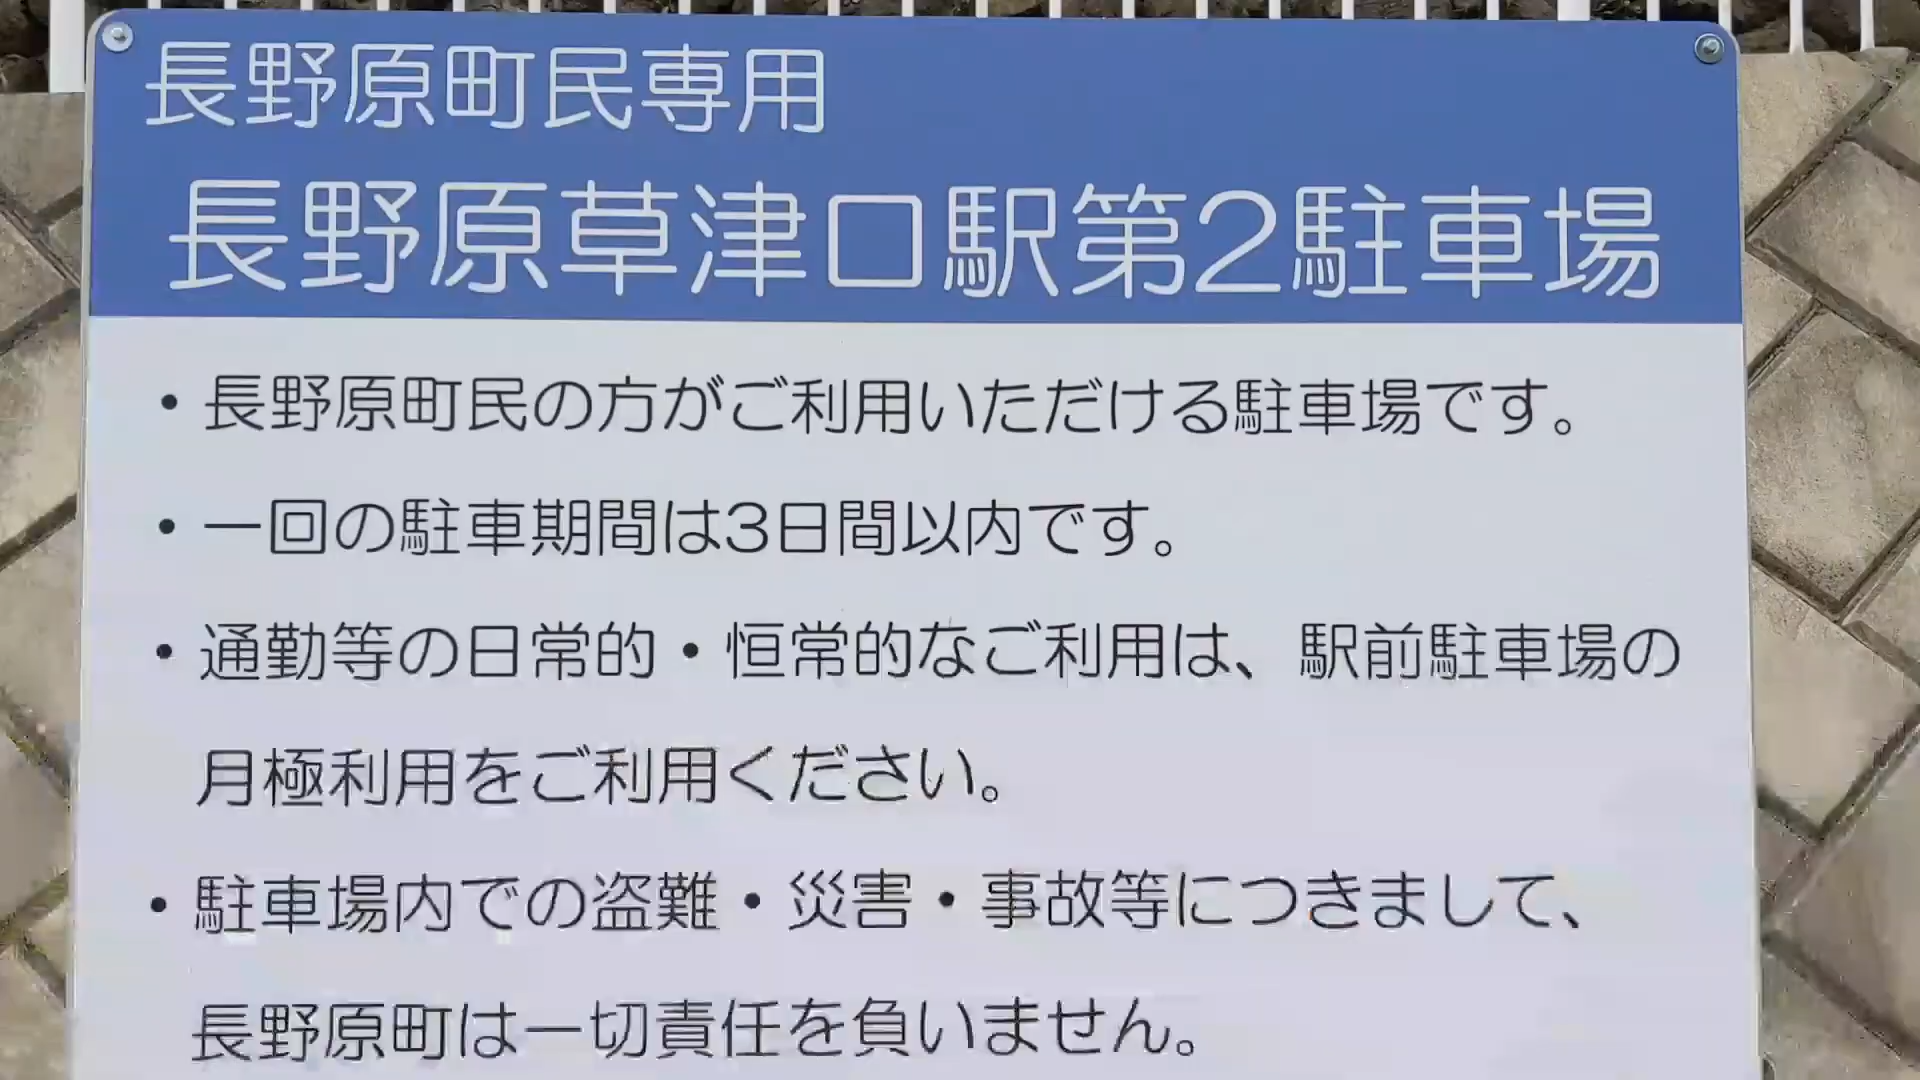 長野原町民専用
長野原草津口駅第2駐車場
・長野原町民の方がご利用いただける駐車場です。
・一回の駐車期間は3日間以内です。
・通勤等の日常的・恒常的なご利用は、駅前駐車場の
月極利用をご利用ください。
・駐車場内での盗難・災害・事故等につきまして、
長野原町は一切責任を負いません。